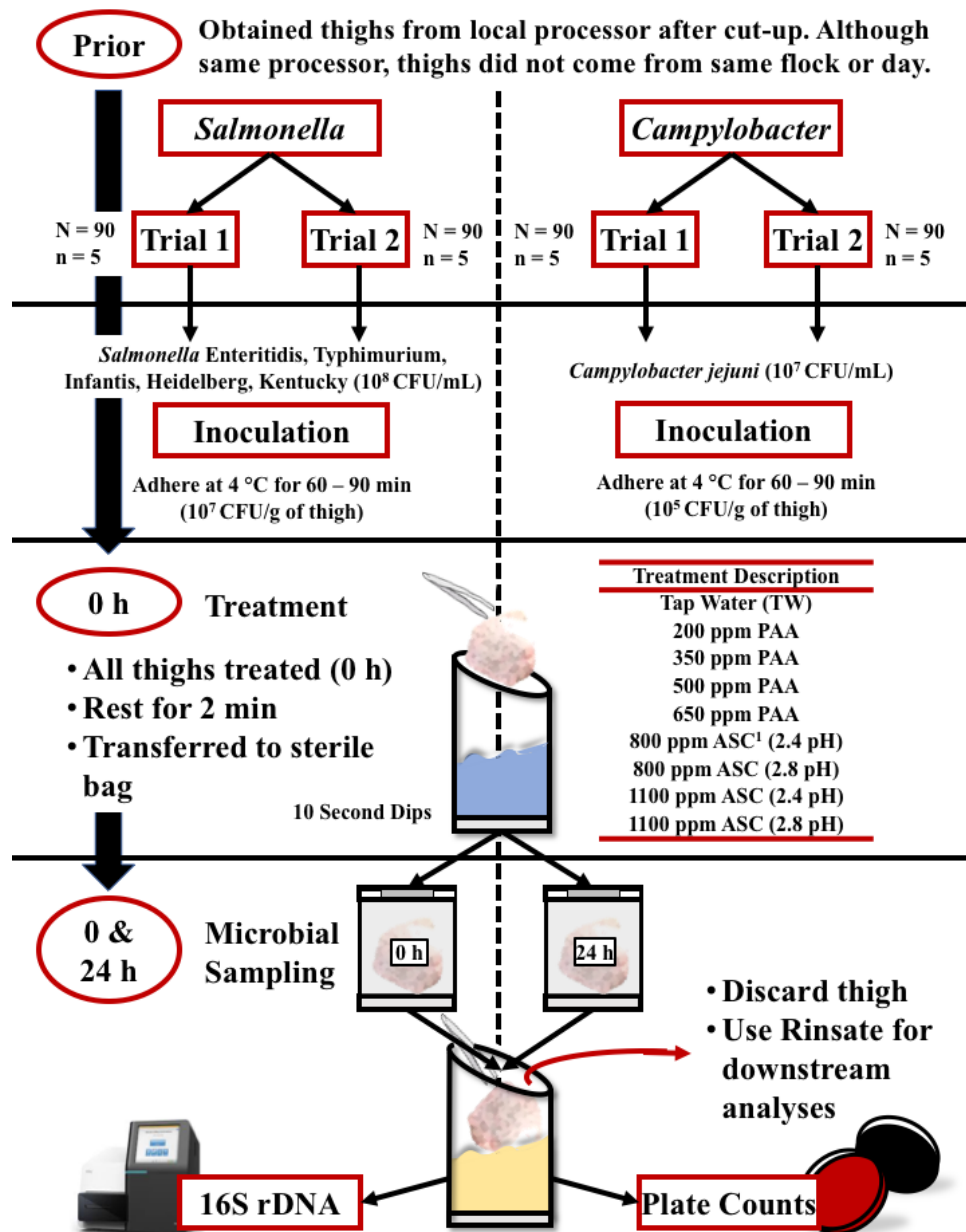 Prior
Obtained thighs from local processor after cut-up. Although
same processor, thighs did not come from same flock or day.
Salmonella
Campylobacter
N = 90
n = 5
Trial 1
Trial 2
N = 90
n = 5
N = 90
n = 5
Trial 1
Trial 2
N = 90
n = 5
Salmonella Enteritidis, Typhimurium,
Infantis, Heidelberg, Kentucky (10⁸ CFU/mL)
Campylobacter jejuni (10⁷ CFU/mL)
Inoculation
Inoculation
Adhere at 4 °C for 60 – 90 min
(10⁷ CFU/g of thigh)
Adhere at 4 °C for 60 – 90 min
(10⁵ CFU/g of thigh)
0 h
Treatment
• All thighs treated (0 h)
• Rest for 2 min
• Transferred to sterile
bag
10 Second Dips
Treatment Description
Tap Water (TW)
200 ppm PAA
350 ppm PAA
500 ppm PAA
650 ppm PAA
800 ppm ASC¹ (2.4 pH)
800 ppm ASC (2.8 pH)
1100 ppm ASC (2.4 pH)
1100 ppm ASC (2.8 pH)
0 &
24 h
Microbial
Sampling
0 h
24 h
• Discard thigh
• Use Rinsate for
downstream
analyses
16S rDNA
Plate Counts